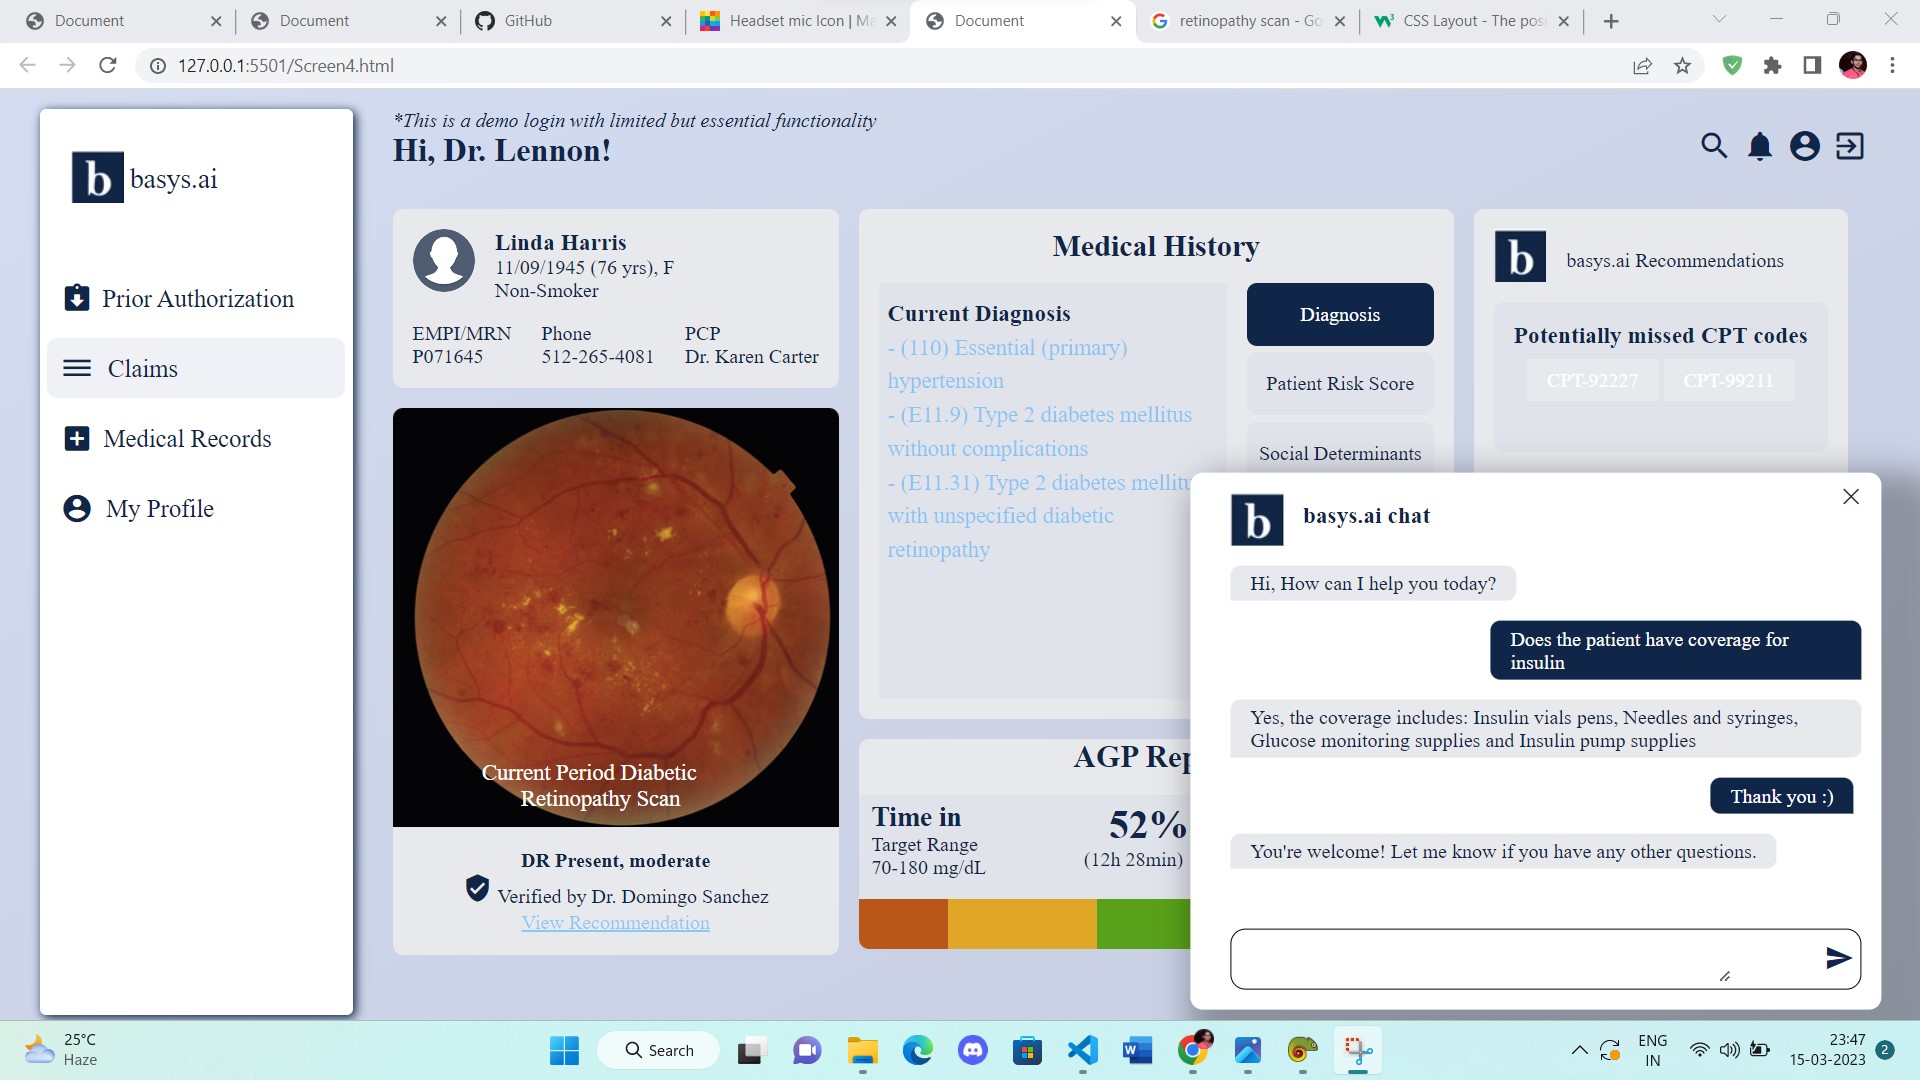 Document
Document
GitHub
Headset mic Icon | Ma
Document
retinopathy scan - Go
CSS Layout - The posi
127.0.0.1:5501/Screen4.html
*This is a demo login with limited but essential functionality
Hi, Dr. Lennon!
b basys.ai
Prior Authorization
Claims
Medical Records
My Profile
Linda Harris
11/09/1945 (76 yrs), F
Non-Smoker
EMPI/MRN Phone PCP
P071645 512-265-4081 Dr. Karen Carter
Current Period Diabetic
Retinopathy Scan
DR Present, moderate
Verified by Dr. Domingo Sanchez
View Recommendation
Medical History
Current Diagnosis
- (110) Essential (primary)
hypertension
- (E11.9) Type 2 diabetes mellitus
without complications
- (E11.31) Type 2 diabetes mellitu
with unspecified diabetic
retinopathy
Diagnosis
Patient Risk Score
Social Determinants
AGP Rep
Time in
Target Range
70-180 mg/dL
52%
(12h 28min)
b basys.ai Recommendations
Potentially missed CPT codes
CPT-92227 CPT-99211
b basys.ai chat
Hi, How can I help you today?
Does the patient have coverage for
insulin
Yes, the coverage includes: Insulin vials pens, Needles and syringes,
Glucose monitoring supplies and Insulin pump supplies
Thank you :)
You're welcome! Let me know if you have any other questions.
25°C
Haze
Search
W
ENG
IN
23:47
15-03-2023
2